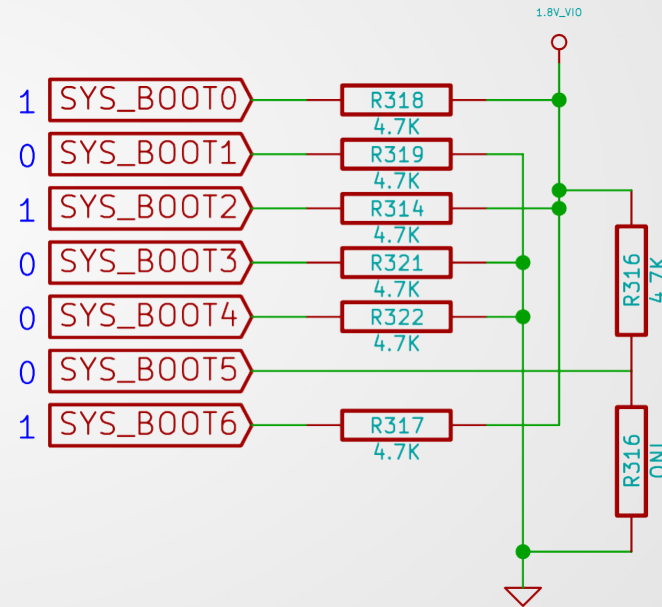 1.8V_VIO
1 SYS_BOOT0 R318
4.7K
0 SYS_BOOT1 R319
4.7K
1 SYS_BOOT2 R314
4.7K
0 SYS_BOOT3 R321
4.7K
0 SYS_BOOT4 R322
4.7K
R316
4.7K
0 SYS_BOOT5
1 SYS_BOOT6 R317
4.7K
R316